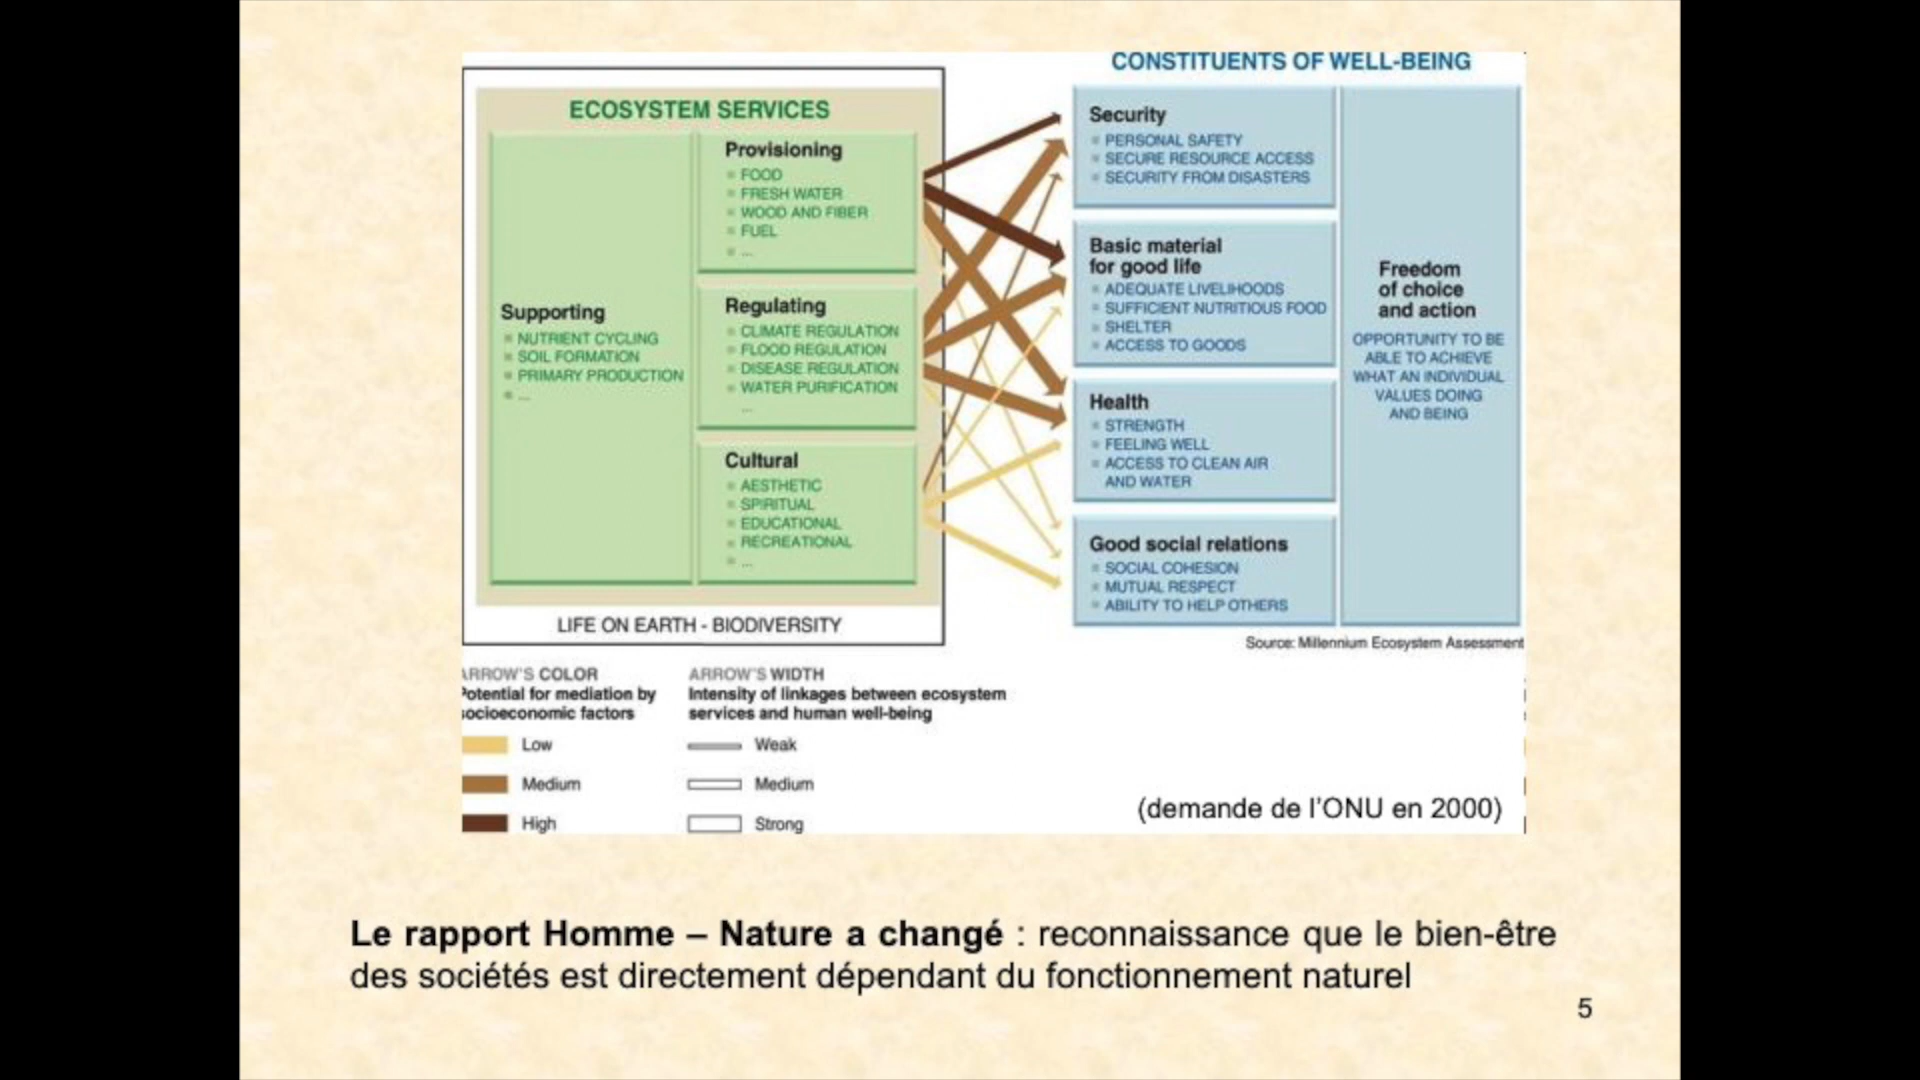 CONSTITUENTS OF WELL-BEING
ECOSYSTEM SERVICES
Supporting
NUTRIENT CYCLING
SOIL FORMATION
PRIMARY PRODUCTION
...
Provisioning
FOOD
FRESH WATER
WOOD AND FIBER
FUEL
...
Regulating
CLIMATE REGULATION
FLOOD REGULATION
DISEASE REGULATION
WATER PURIFICATION
...
Cultural
AESTHETIC
SPIRITUAL
EDUCATIONAL
RECREATIONAL
...
LIFE ON EARTH - BIODIVERSITY
Security
PERSONAL SAFETY
SECURE RESOURCE ACCESS
SECURITY FROM DISASTERS
Basic material
for good life
ADEQUATE LIVELIHOODS
SUFFICIENT NUTRITIOUS FOOD
SHELTER
ACCESS TO GOODS
Health
STRENGTH
FEELING WELL
ACCESS TO CLEAN AIR
AND WATER
Good social relations
SOCIAL COHESION
MUTUAL RESPECT
ABILITY TO HELP OTHERS
Freedom
of choice
and action
OPPORTUNITY TO BE
ABLE TO ACHIEVE
WHAT AN INDIVIDUAL
VALUES DOING
AND BEING
Source: Millennium Ecosystem Assessment
ARROW'S COLOR
Potential for mediation by
socioeconomic factors
Low
Medium
High
ARROW'S WIDTH
Intensity of linkages between ecosystem
services and human well-being
Weak
Medium
Strong
(demande de l'ONU en 2000)
Le rapport Homme – Nature a changé : reconnaissance que le bien-être
des sociétés est directement dépendant du fonctionnement naturel
5